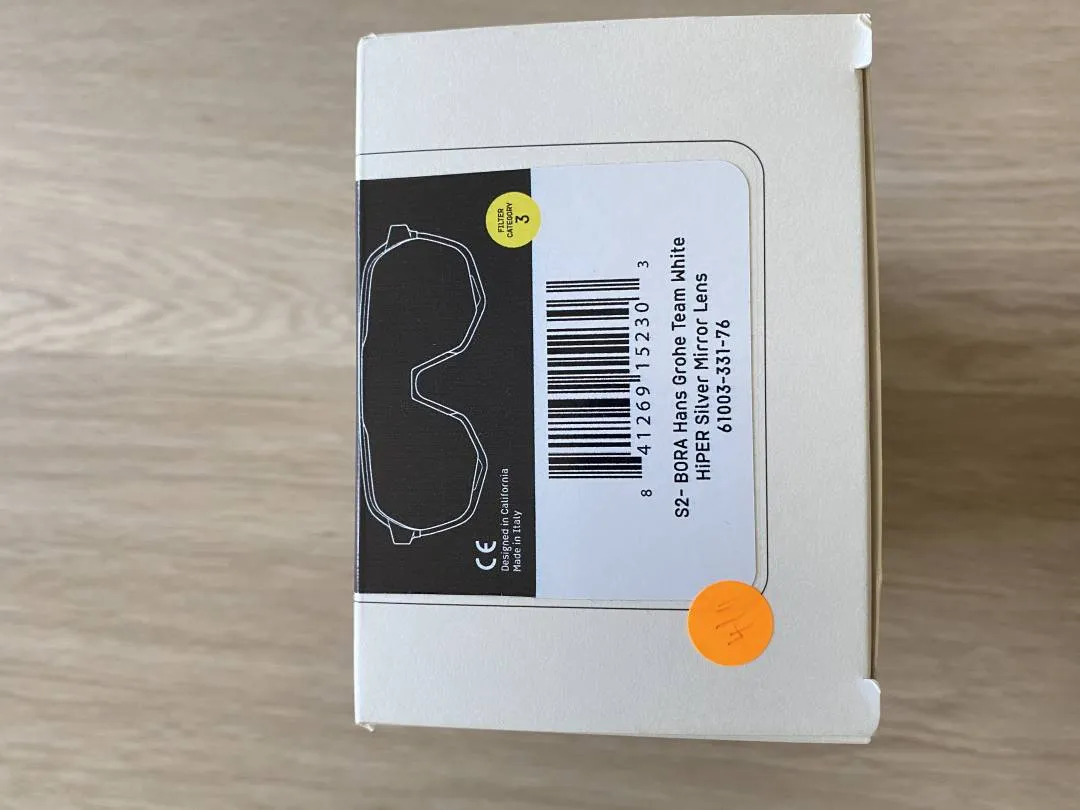 FILTER
CATEGORY
3
CE
Designed in California
Made in Italy
8 41269 15230 3
S2- BORA Hans Grohe Team White
HiPER Silver Mirror Lens
61003-331-76